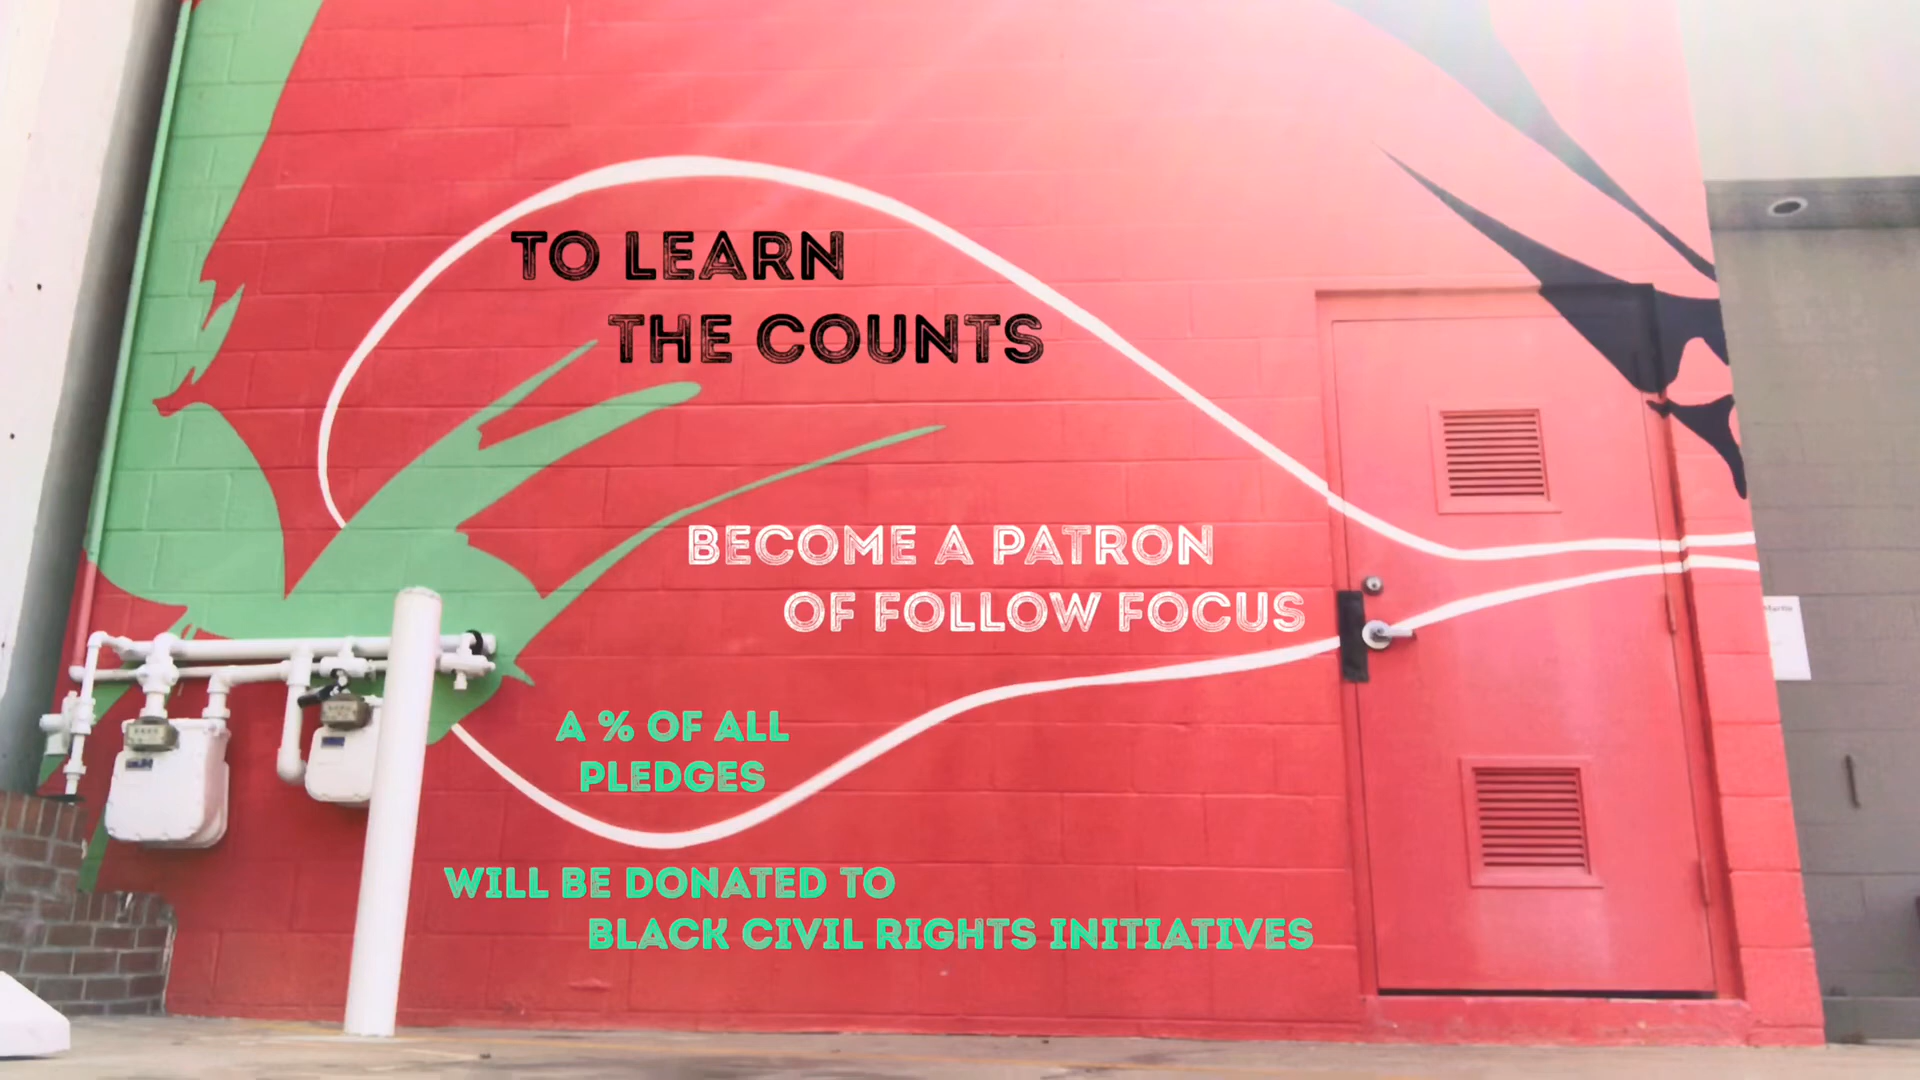 TO LEARN
THE COUNTS
BECOME A PATRON
OF FOLLOW FOCUS
A % OF ALL
PLEDGES
WILL BE DONATED TO
BLACK CIVIL RIGHTS INITIATIVES